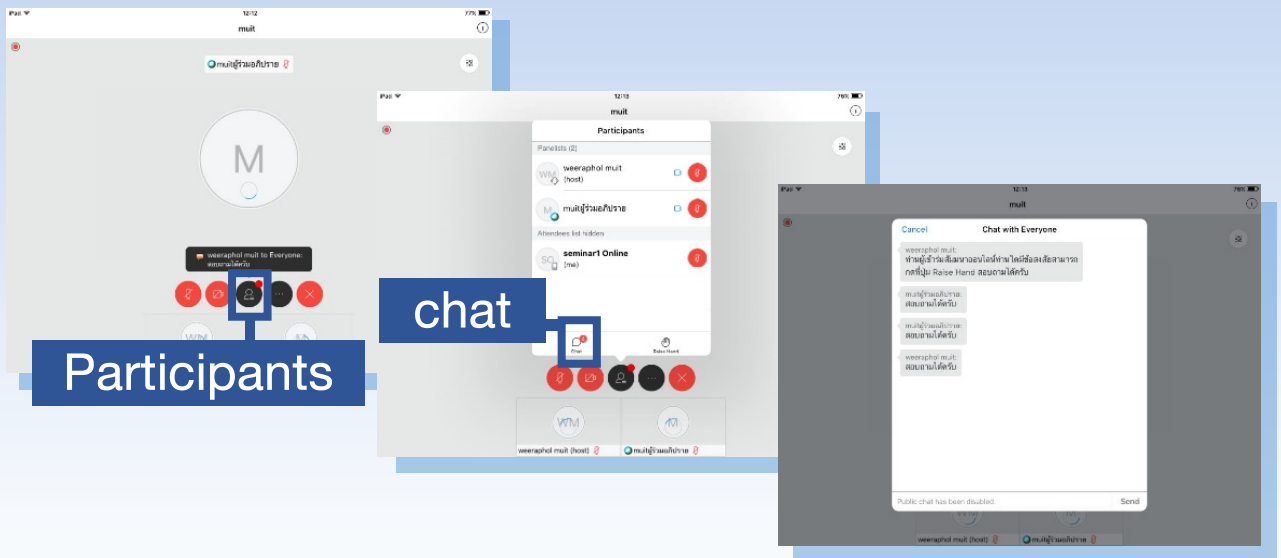 iPad
12:12
77%
muit
muitผู้ร่วมอภิปราย
M
weeraphol muit to Everyone:
สอบถามได้ครับ
WM
M
Participants
iPad
12:13
76%
muit
Participants
Panelists (2)
WM
weeraphol muit
(host)
M
muitผู้ร่วมอภิปราย
Attendees list hidden
SO
seminar1 Online
(me)
chat
Chat
Raise Hand
WM
M
weeraphol muit (host)
muitผู้ร่วมอภิปราย
iPad
12:13
76%
muit
Cancel
Chat with Everyone
weeraphol muit:
ท่านผู้เข้าร่วมสัมมนาออนไลน์ท่านใดมีข้อสงสัยสามารถ
กดที่ปุ่ม Raise Hand สอบถามได้ครับ
muitผู้ร่วมอภิปราย:
สอบถามได้ครับ
muitผู้ร่วมอภิปราย:
สอบถามได้ครับ
weeraphol muit:
สอบถามได้ครับ
Public chat has been disabled.
Send
WM
M
weeraphol muit (host)
muitผู้ร่วมอภิปราย